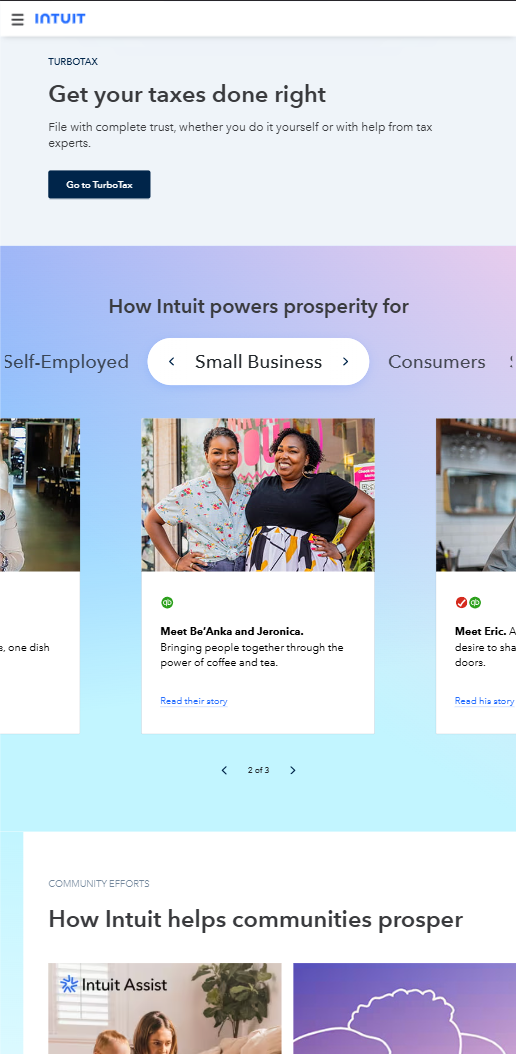 INTUIT
TURBOTAX
Get your taxes done right
File with complete trust, whether you do it yourself or with help from tax
experts.
Go to TurboTax
How Intuit powers prosperity for
Self-Employed
Small Business
Consumers
s, one dish
qb
Meet Be’Anka and Jeronica.
Bringing people together through the
power of coffee and tea.
Read their story
qb
Meet Eric. A
desire to sha
doors.
Read his story
2 of 3
COMMUNITY EFFORTS
How Intuit helps communities prosper
Intuit Assist